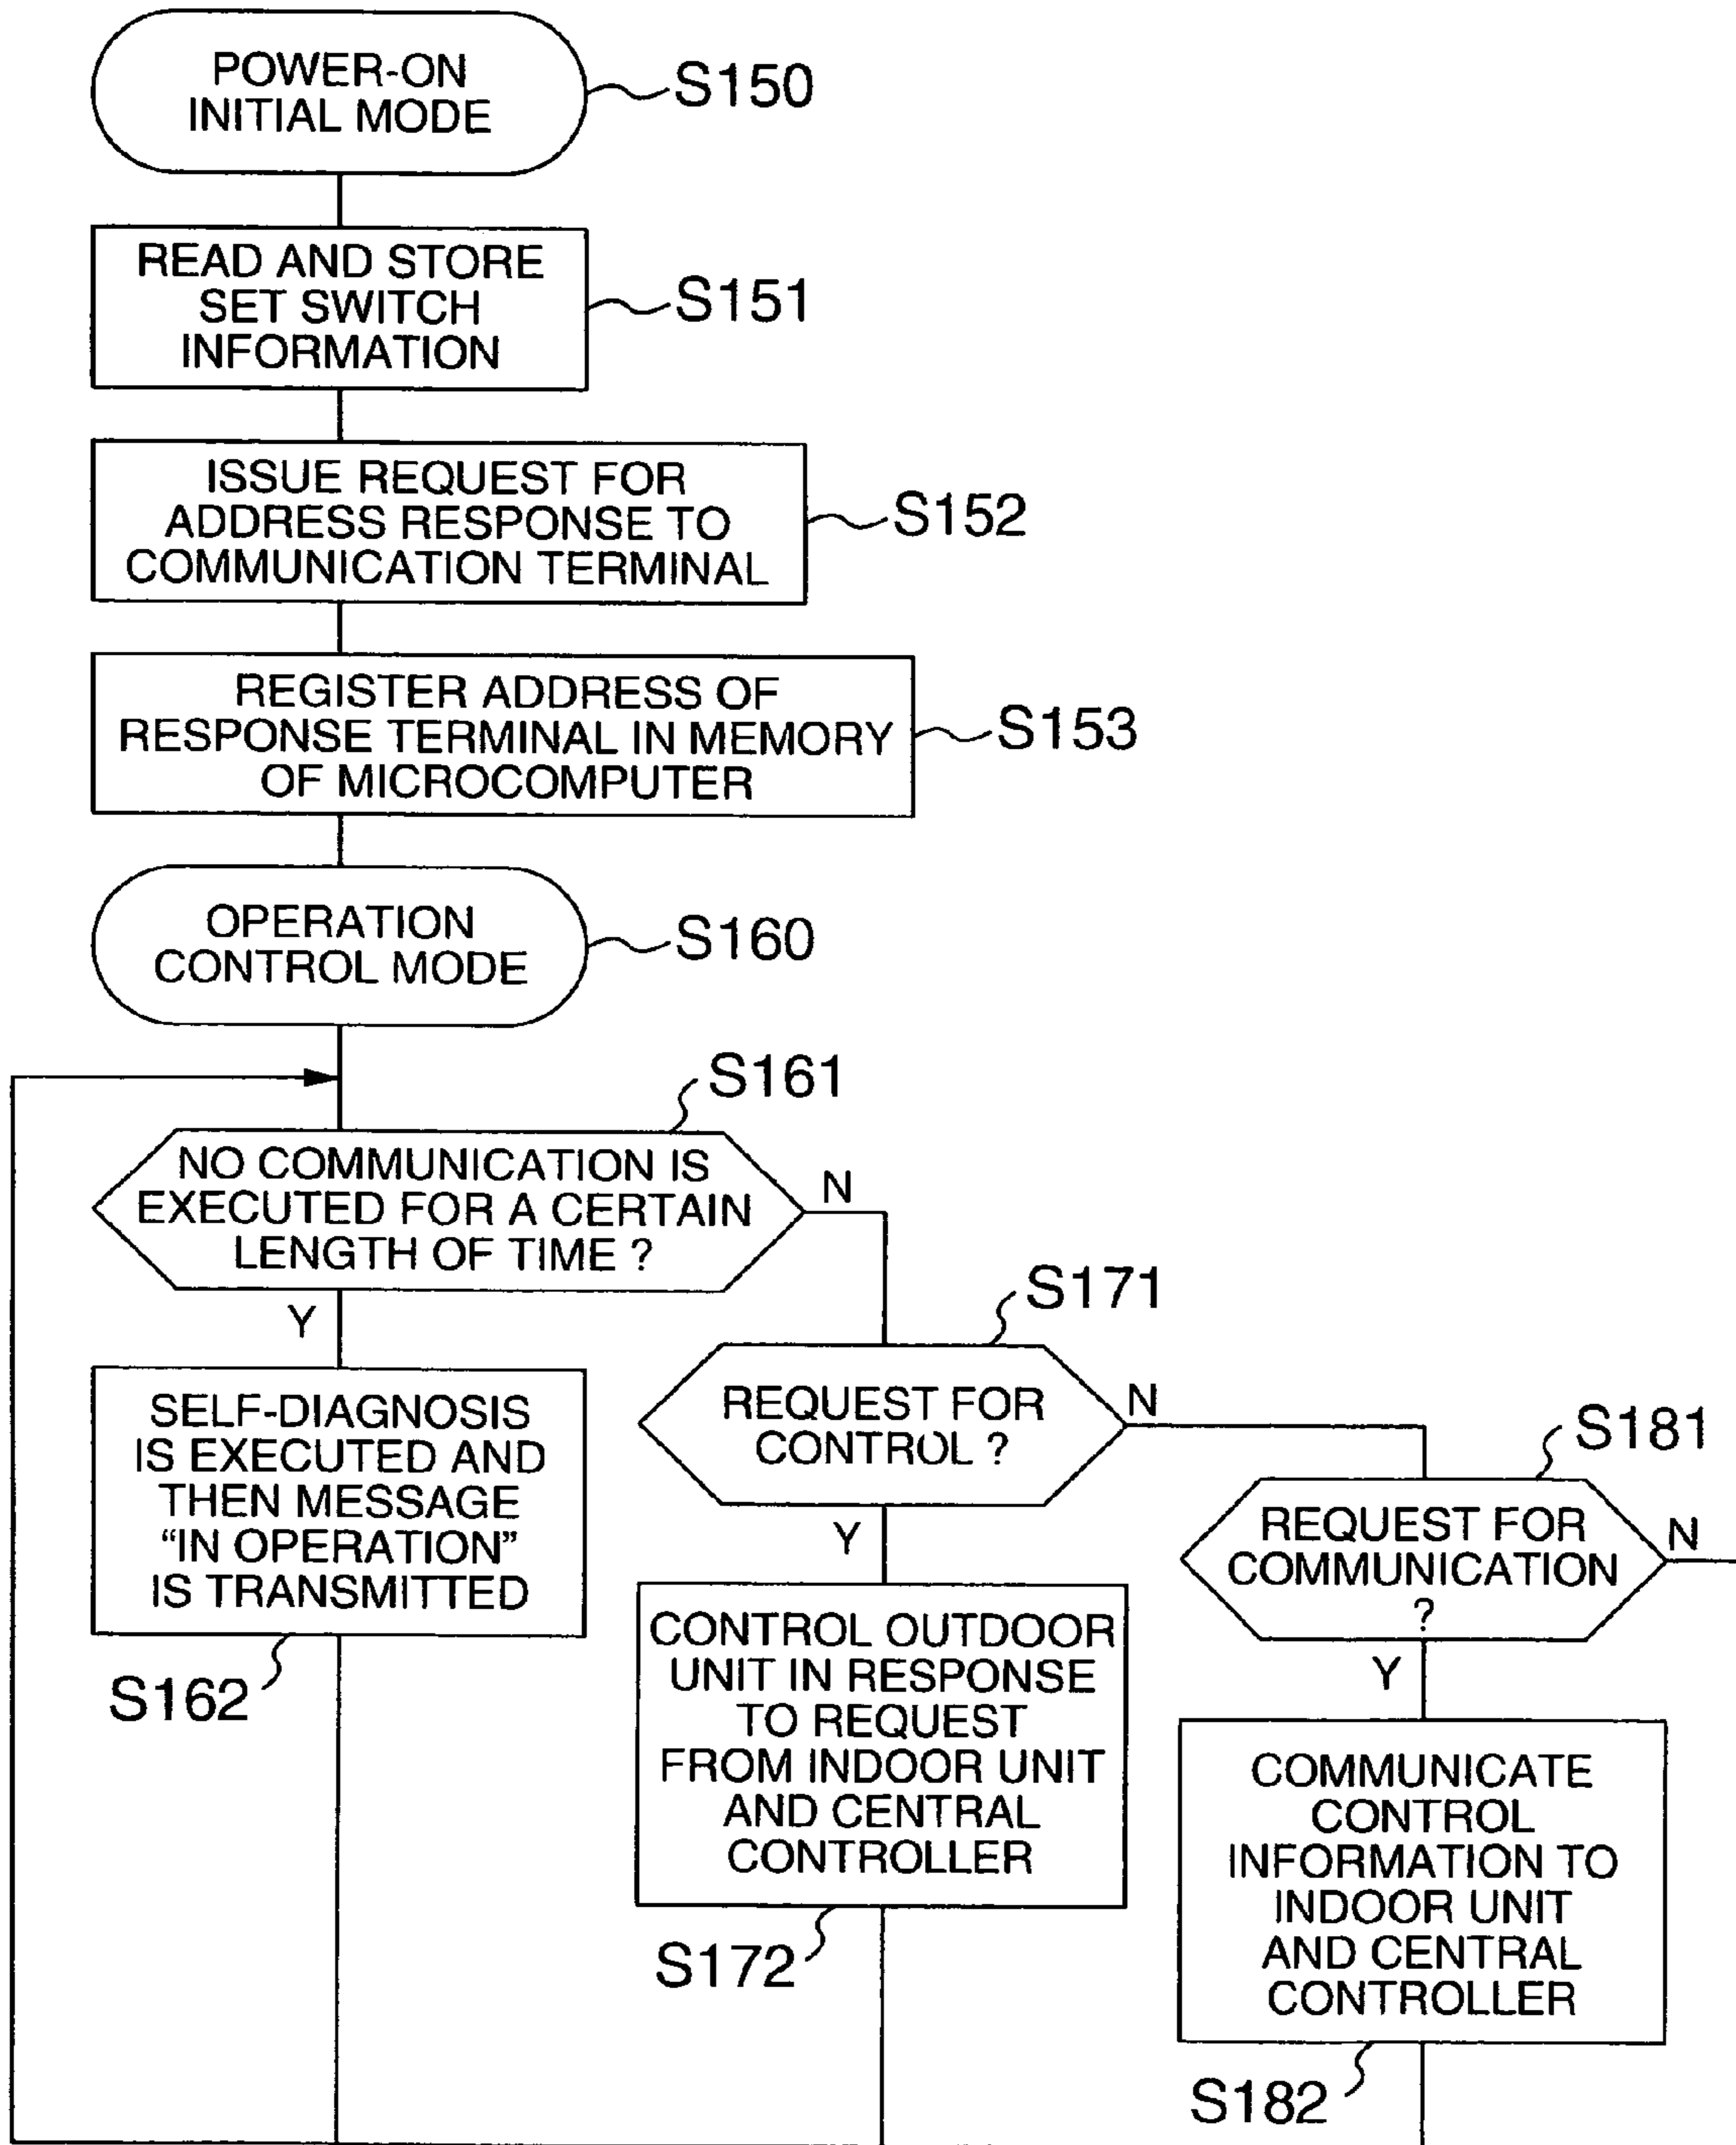 POWER-ON
INITIAL MODE
S150
READ AND STORE
SET SWITCH
INFORMATION
S151
ISSUE REQUEST FOR
ADDRESS RESPONSE TO
COMMUNICATION TERMINAL
S152
REGISTER ADDRESS OF
RESPONSE TERMINAL IN MEMORY
OF MICROCOMPUTER
S153
OPERATION
CONTROL MODE
S160
S161
NO COMMUNICATION IS
EXECUTED FOR A CERTAIN
LENGTH OF TIME ?
N
Y
SELF-DIAGNOSIS
IS EXECUTED AND
THEN MESSAGE
“IN OPERATION”
IS TRANSMITTED
S162
S171
REQUEST FOR
CONTROL ?
N
Y
CONTROL OUTDOOR
UNIT IN RESPONSE
TO REQUEST
FROM INDOOR UNIT
AND CENTRAL
CONTROLLER
S172
S181
REQUEST FOR
COMMUNICATION
?
N
Y
COMMUNICATE
CONTROL
INFORMATION TO
INDOOR UNIT
AND CENTRAL
CONTROLLER
S182